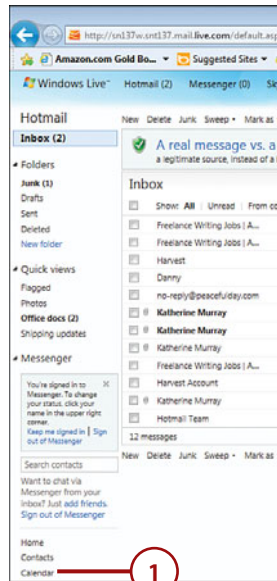 http://sn137w.snt137.mail.live.com/default.asp
Amazon.com Gold Bo... Suggested Sites
Windows Live Hotmail (2) Messenger (0) Sk
Hotmail
New Delete Junk Sweep Mark as
Inbox (2)
A real message vs. a
a legitimate source, instead of a
Folders
Junk (1)
Drafts
Sent
Deleted
New folder
Inbox
Show: All Unread From co
Freelance Writing Jobs | A...
Freelance Writing Jobs | A...
Harvest
Danny
no-reply@peacefulday.com
Katherine Murray
Katherine Murray
Katherine Murray
Freelance Writing Jobs | A...
Harvest Account
Katherine Murray
Hotmail Team
12 messages
New Delete Junk Sweep Mark as
Quick views
Flagged
Photos
Office docs (2)
Shipping updates
Messenger
You're signed in to
Messenger. To change
your status, click your
name in the upper right
corner.
Keep me signed in | Sign
out of Messenger
Search contacts
Want to chat via
Messenger from your
inbox? Just add friends.
Sign out of Messenger
Home
Contacts
Calendar
1